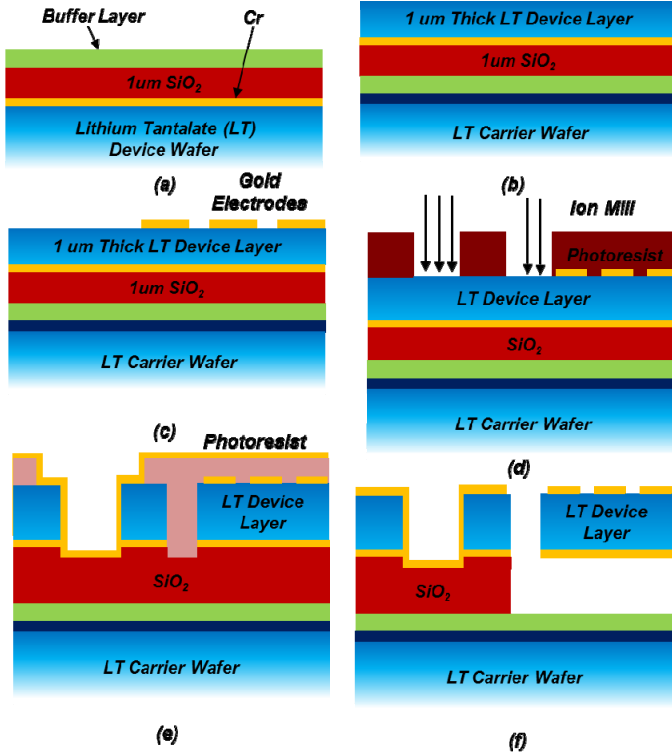 Buffer Layer
Cr
1um SiO2
Lithium Tantalate (LT)
Device Wafer
(a)
1 um Thick LT Device Layer
1um SiO2
LT Carrier Wafer
(b)
Gold
Electrodes
1 um Thick LT Device Layer
1um SiO2
LT Carrier Wafer
(c)
Ion Mill
Photoresist
LT Device Layer
SiO2
LT Carrier Wafer
(d)
Photoresist
LT Device
Layer
SiO2
LT Carrier Wafer
(e)
LT Device
Layer
SiO2
LT Carrier Wafer
(f)